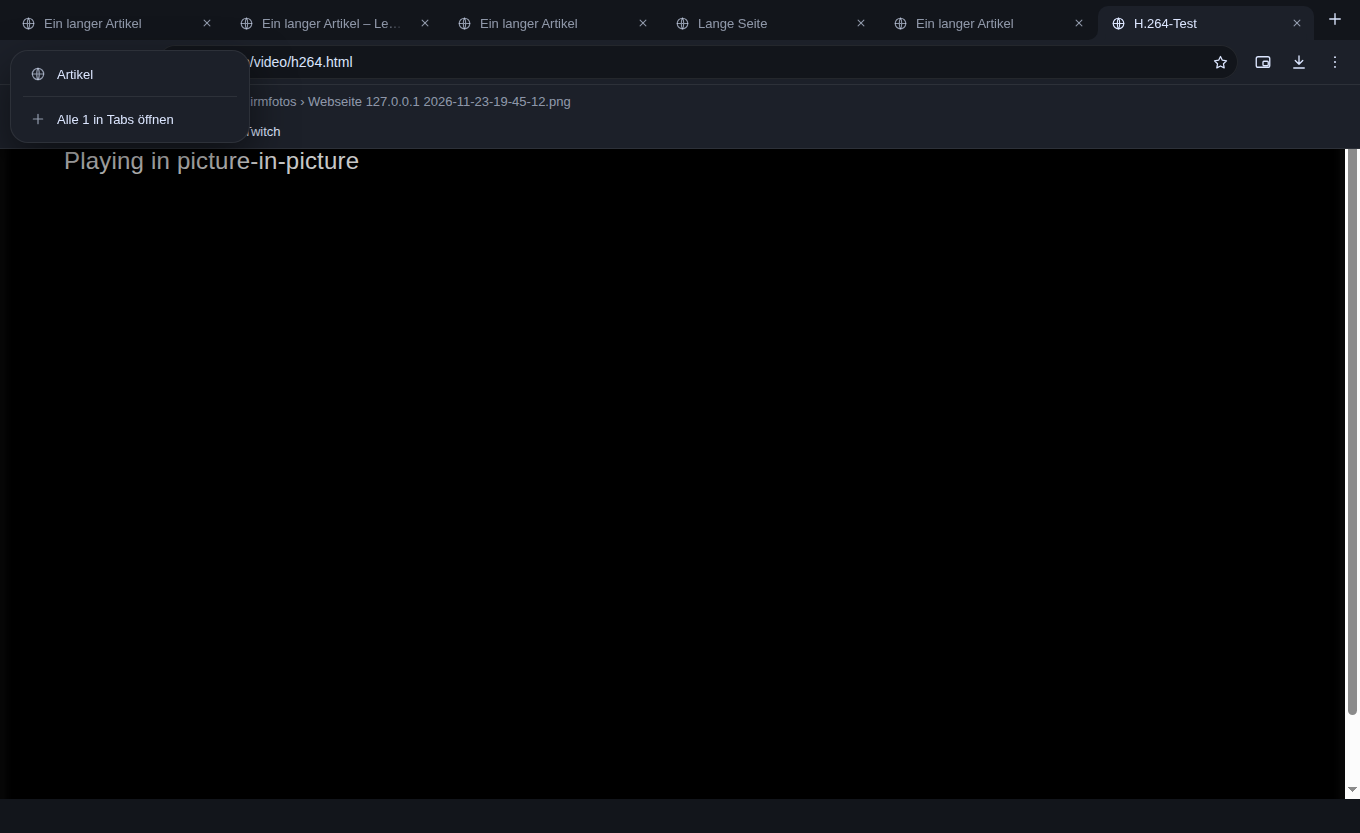 Ein langer Artikel
Ein langer Artikel – Le…
Ein langer Artikel
Lange Seite
Ein langer Artikel
H.264-Test
/video/h264.html
Artikel
Alle 1 in Tabs öffnen
irmfotos › Webseite 127.0.0.1 2026-11-23-19-45-12.png
Twitch
Playing in picture-in-picture